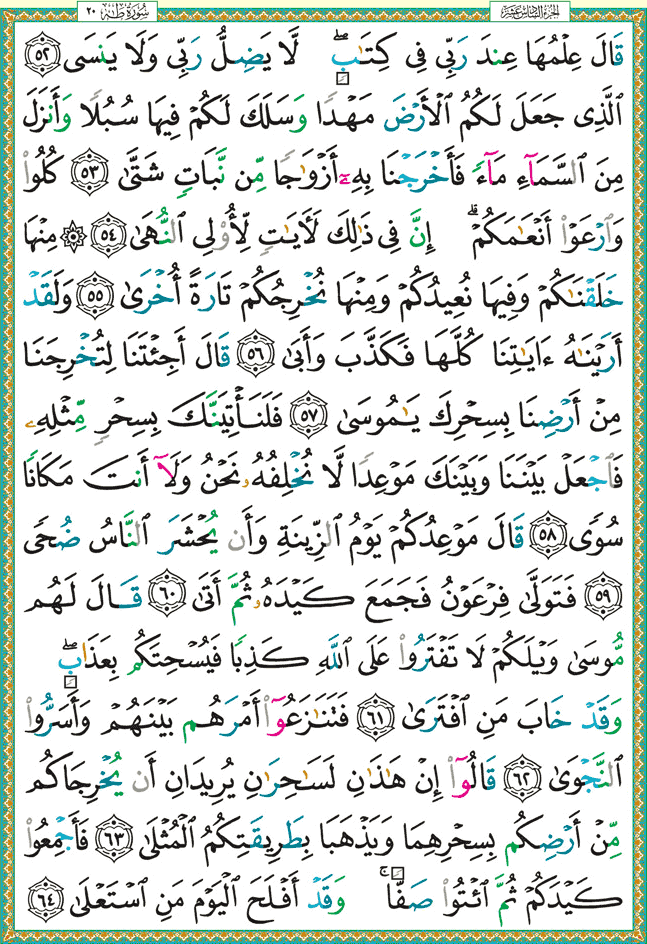 الجزء السادس عشر سورة طه ٢٠
قَالَ عِلْمُهَا عِندَ رَبِّى فِى كِتَـٰبٍۖ لَّا يَضِلُّ رَبِّى وَلَا يَنسَى ٥٢
ٱلَّذِى جَعَلَ لَكُمُ ٱلْأَرْضَ مَهْدًا وَسَلَكَ لَكُمْ فِيهَا سُبُلًا وَأَنزَلَ
مِنَ ٱلسَّمَآءِ مَآءً فَأَخْرَجْنَا بِهِۦٓ أَزْوَٰجًا مِّن نَّبَاتٍ شَتَّىٰ ٥٣ كُلُوا۟
وَٱرْعَوْا۟ أَنْعَـٰمَكُمْۗ إِنَّ فِى ذَٰلِكَ لَـَٔايَـٰتٍ لِّأُو۟لِى ٱلنُّهَىٰ ٥٤ ۞ مِنْهَا
خَلَقْنَـٰكُمْ وَفِيهَا نُعِيدُكُمْ وَمِنْهَا نُخْرِجُكُمْ تَارَةً أُخْرَىٰ ٥٥ وَلَقَدْ
أَرَيْنَـٰهُ ءَايَـٰتِنَا كُلَّهَا فَكَذَّبَ وَأَبَىٰ ٥٦ قَالَ أَجِئْتَنَا لِتُخْرِجَنَا
مِنْ أَرْضِنَا بِسِحْرِكَ يَـٰمُوسَىٰ ٥٧ فَلَنَأْتِيَنَّكَ بِسِحْرٍ مِّثْلِهِۦ
فَٱجْعَلْ بَيْنَنَا وَبَيْنَكَ مَوْعِدًا لَّا نُخْلِفُهُۥ نَحْنُ وَلَآ أَنتَ مَكَانًا
سُوًى ٥٨ قَالَ مَوْعِدُكُمْ يَوْمُ ٱلزِّينَةِ وَأَن يُحْشَرَ ٱلنَّاسُ ضُحًى
٥٩ فَتَوَلَّىٰ فِرْعَوْنُ فَجَمَعَ كَيْدَهُۥ ثُمَّ أَتَىٰ ٦٠ قَالَ لَهُم
مُّوسَىٰ وَيْلَكُمْ لَا تَفْتَرُوا۟ عَلَى ٱللَّهِ كَذِبًا فَيُسْحِتَكُم بِعَذَابٍۖ
وَقَدْ خَابَ مَنِ ٱفْتَرَىٰ ٦١ فَتَنَـٰزَعُوٓا۟ أَمْرَهُم بَيْنَهُمْ وَأَسَرُّوا۟
ٱلنَّجْوَىٰ ٦٢ قَالُوٓا۟ إِنْ هَـٰذَٰنِ لَسَـٰحِرَٰنِ يُرِيدَانِ أَن يُخْرِجَاكُم
مِّنْ أَرْضِكُم بِسِحْرِهِمَا وَيَذْهَبَا بِطَرِيقَتِكُمُ ٱلْمُثْلَىٰ ٦٣ فَأَجْمِعُوا۟
كَيْدَكُمْ ثُمَّ ٱئْتُوا۟ صَفًّاۚ وَقَدْ أَفْلَحَ ٱلْيَوْمَ مَنِ ٱسْتَعْلَىٰ ٦٤